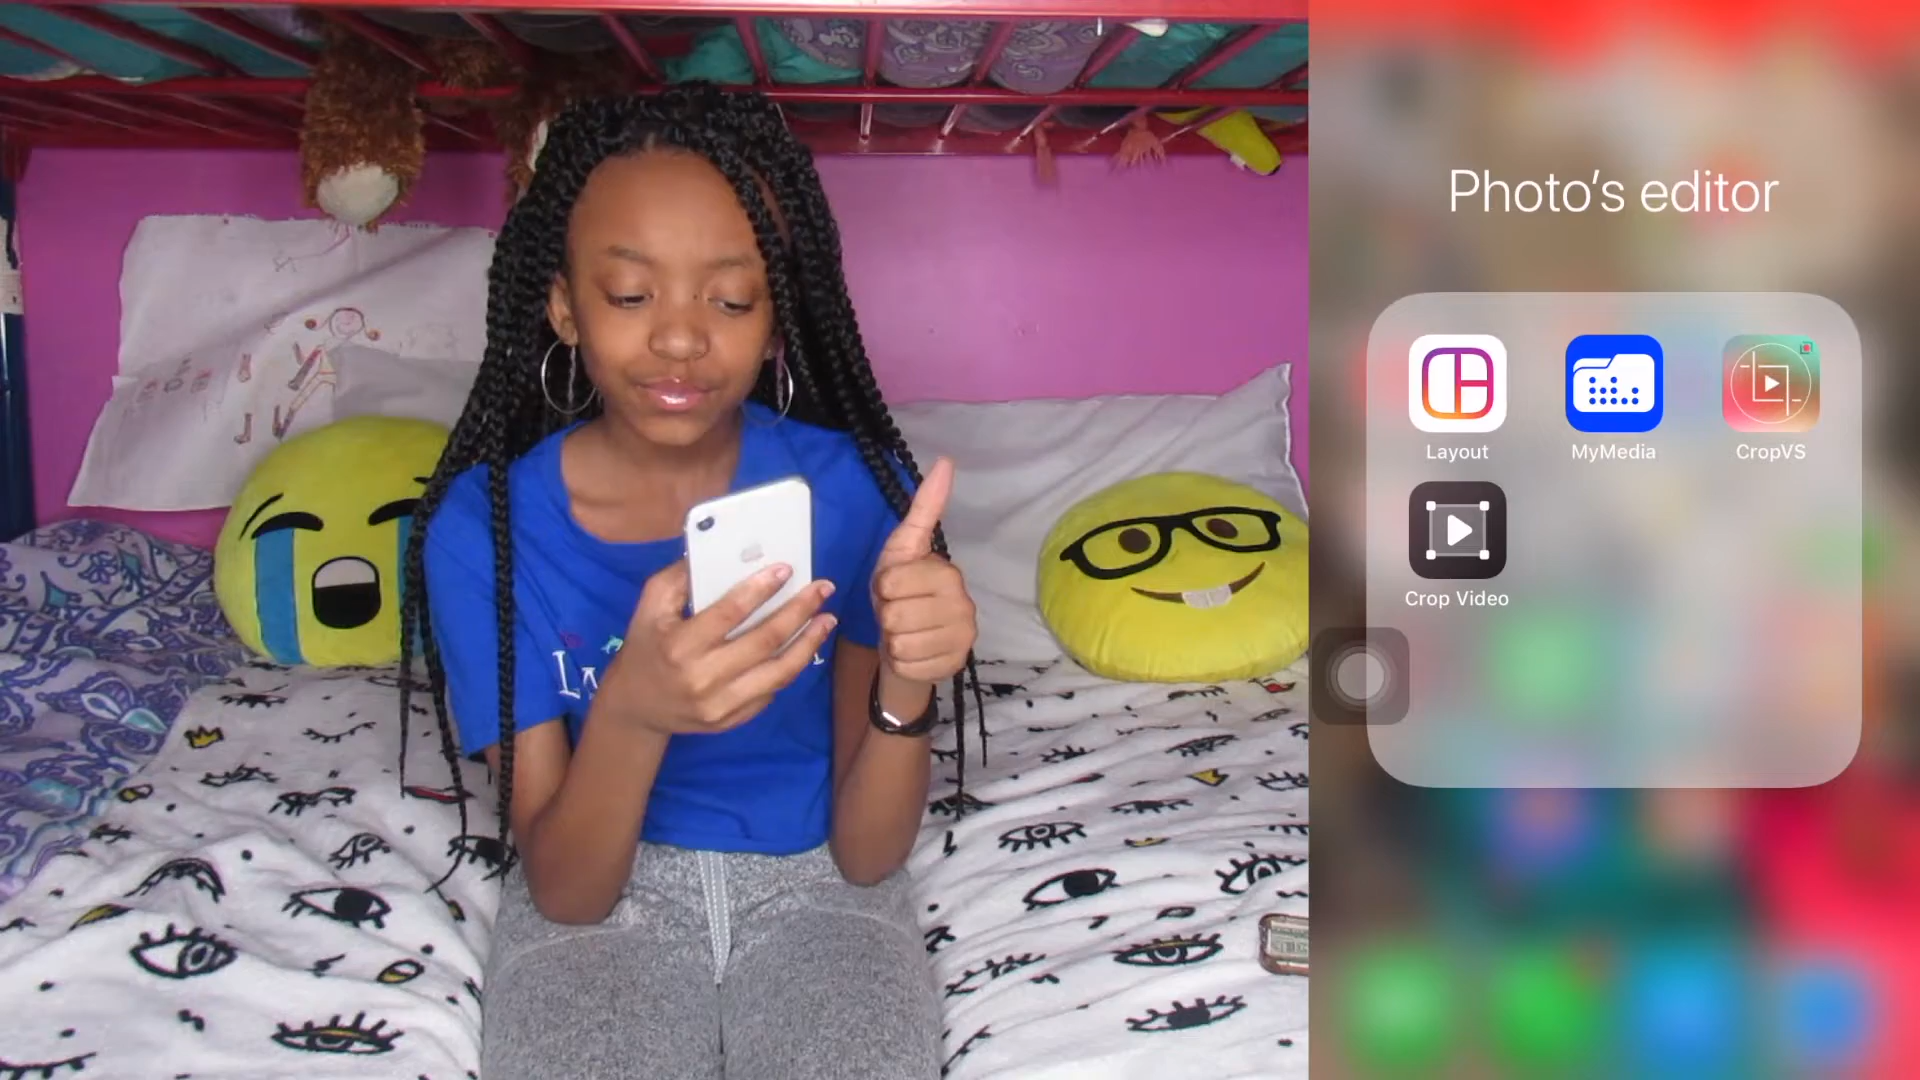 Photo's editor
Layout
MyMedia
CropVS
Crop Video